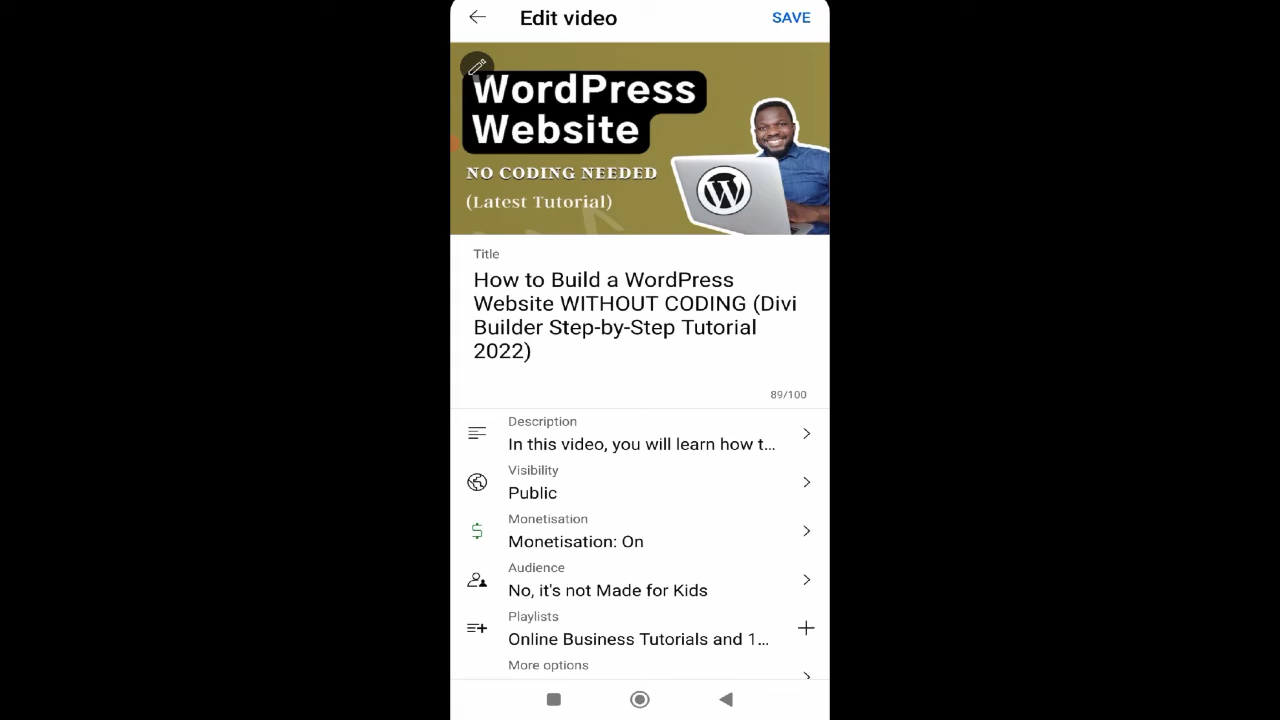 Edit video
SAVE
WordPress
Website
NO CODING NEEDED
(Latest Tutorial)
Title
How to Build a WordPress
Website WITHOUT CODING (Divi
Builder Step-by-Step Tutorial
2022)
89/100
Description
In this video, you will learn how t...
Visibility
Public
Monetisation
Monetisation: On
Audience
No, it's not Made for Kids
Playlists
Online Business Tutorials and 1...
More options